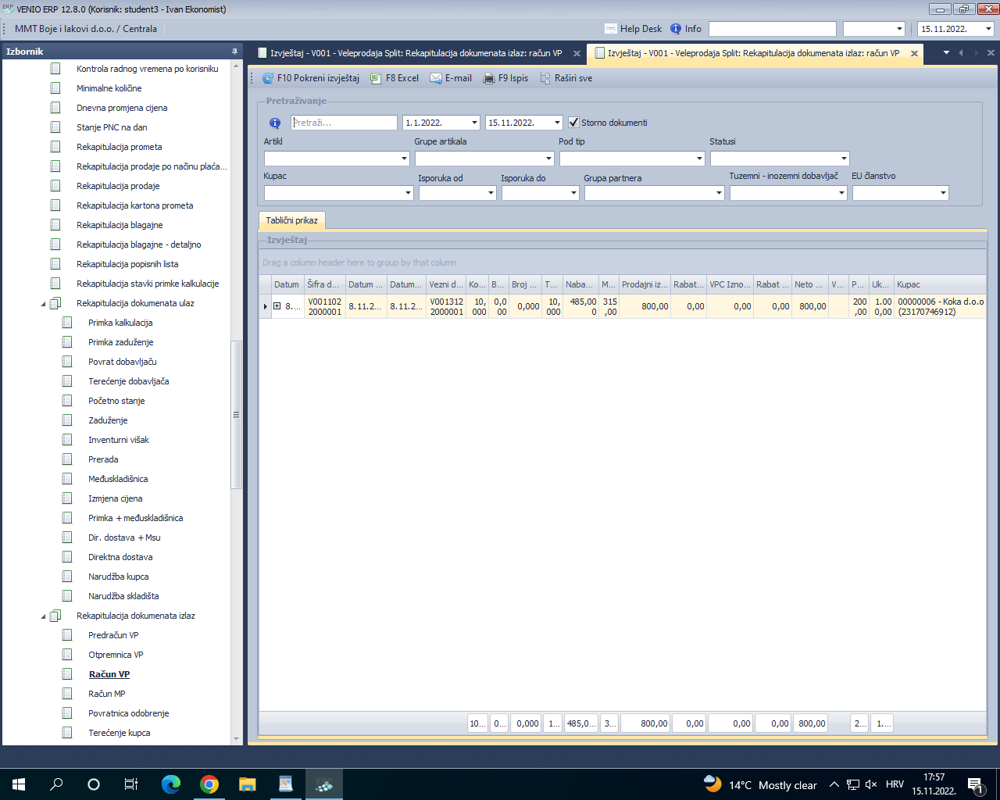 VENIO ERP 12.8.0 (Korisnik: student3 - Ivan Ekonomist)
MMT Boje i lakovi d.o.o. / Centrala
Help Desk
Info
15.11.2022.
Izbornik
Kontrola radnog vremena po korisniku
Minimalne količine
Dnevna promjena cijena
Stanje PNC na dan
Rekapitulacija prometa
Rekapitulacija prodaje po načinu plaća...
Rekapitulacija prodaje
Rekapitulacija kartona prometa
Rekapitulacija blagajne
Rekapitulacija blagajne - detaljno
Rekapitulacija popisnih lista
Rekapitulacija stavki primke kalkulacije
Rekapitulacija dokumenata ulaz
Primka kalkulacija
Primka zaduženje
Povrat dobavljaču
Terećenje dobavljača
Početno stanje
Zaduženje
Inventurni višak
Prerada
Međuskladišnica
Izmjena cijena
Primka + međuskladišnica
Dir. dostava + Msu
Direktna dostava
Narudžba kupca
Narudžba skladišta
Rekapitulacija dokumenata izlaz
Predračun VP
Otpremnica VP
Račun VP
Račun MP
Povratnica odobrenje
Terećenje kupca
Izvještaj - V001 - Veleprodaja Split: Rekapitulacija dokumenata izlaz: račun VP
Izvještaj - V001 - Veleprodaja Split: Rekapitulacija dokumenata izlaz: račun VP
F10 Pokreni izvještaj
F8 Excel
E-mail
F9 Ispis
Raširi sve
Pretraživanje
Pretraži...
1.1.2022.
15.11.2022.
Storno dokumenti
Artikl
Grupe artikala
Pod tip
Statusi
Kupac
Isporuka od
Isporuka do
Grupa partnera
Tuzemni - inozemni dobavljač
EU članstvo
Tablični prikaz
Izvještaj
Drag a column header here to group by that column
Datum Šifra d... Datum ... Datum... Vezni d... Ko... B... Broj ... T... Naba... M... Prodajni iz... Rabat... VPC Izno... Rabat ... Neto ... V... P... Uk... Kupac
8.... V001102 8.11.2... 8.11.2... V001312 10, 0,0 0,000 10, 485,00 315 800,00 0,00 0,00 0,00 800,00 200 1.00 00000006 - Koka d.o.o
2000001 2000001 000 00 000 0 ,00 ,00 0,00 (23170746912)
10... 0... 0,000 1... 485,0... 3... 800,00 0,00 0,00 0,00 800,00 2... 1....
14°C Mostly clear
HRV
17:57
15.11.2022.
1